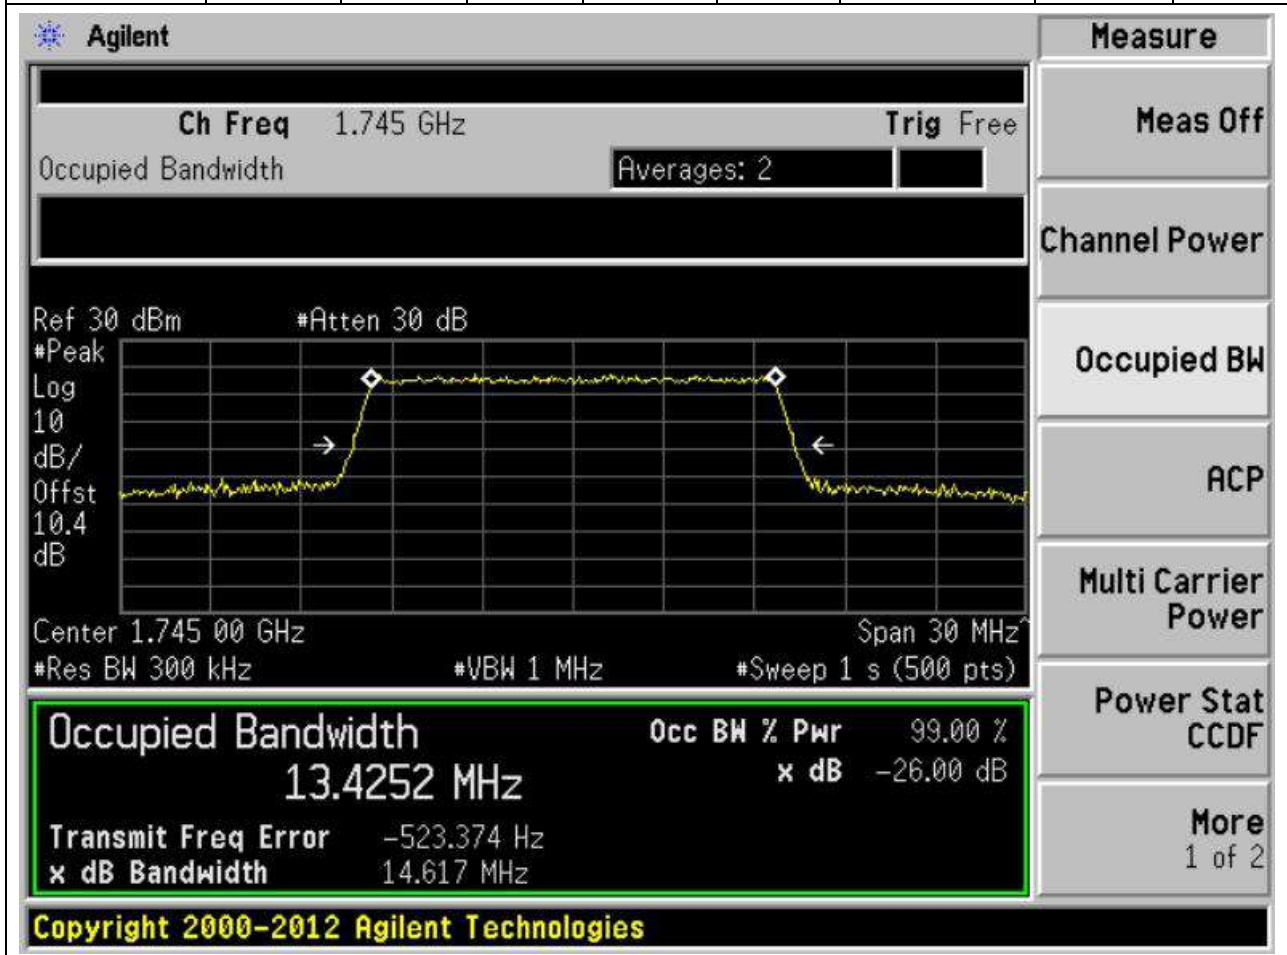 Agilent
Measure
Ch Freq 1.745 GHz Trig Free
Occupied Bandwidth Averages: 2
Meas Off
Channel Power
Occupied BW
ACP
Multi Carrier
Power
Power Stat
CCDF
More
1 of 2
Ref 30 dBm #Atten 30 dB
#Peak
Log
10
dB/
Offst
10.4
dB
Center 1.745 00 GHz Span 30 MHz^
#Res BW 300 kHz #VBW 1 MHz #Sweep 1 s (500 pts)
Occupied Bandwidth Occ BW % Pwr 99.00 %
13.4252 MHz x dB -26.00 dB
Transmit Freq Error -523.374 Hz
x dB Bandwidth 14.617 MHz
Copyright 2000-2012 Agilent Technologies